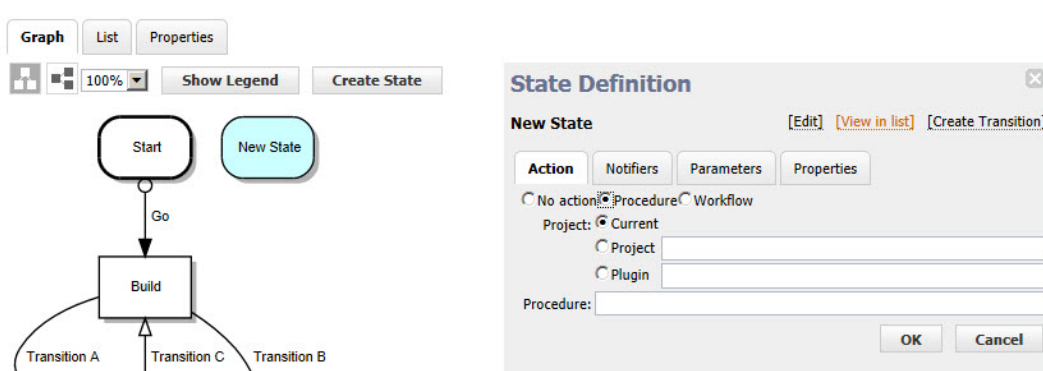 Graph List Properties
100% Show Legend Create State
Start New State
Go
Build
Transition A Transition C Transition B
State Definition
New State [Edit] [View in list] [Create Transition]
Action Notifiers Parameters Properties
No action Procedure Workflow
Project: Current
Project
Plugin
Procedure:
OK Cancel